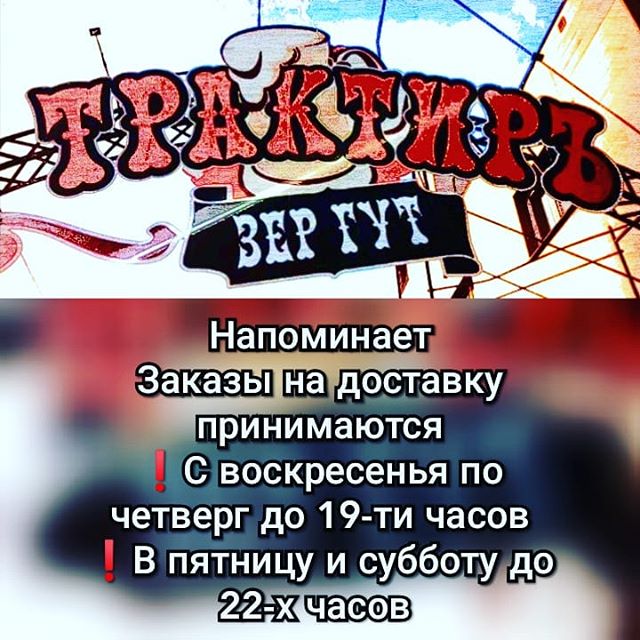 ТРАКТИРЪ
ЗЕР ГУТ
Напоминает
Заказы на доставку
принимаются
❗С воскресенья по
четверг до 19-ти часов
❗В пятницу и субботу до
22-х часов